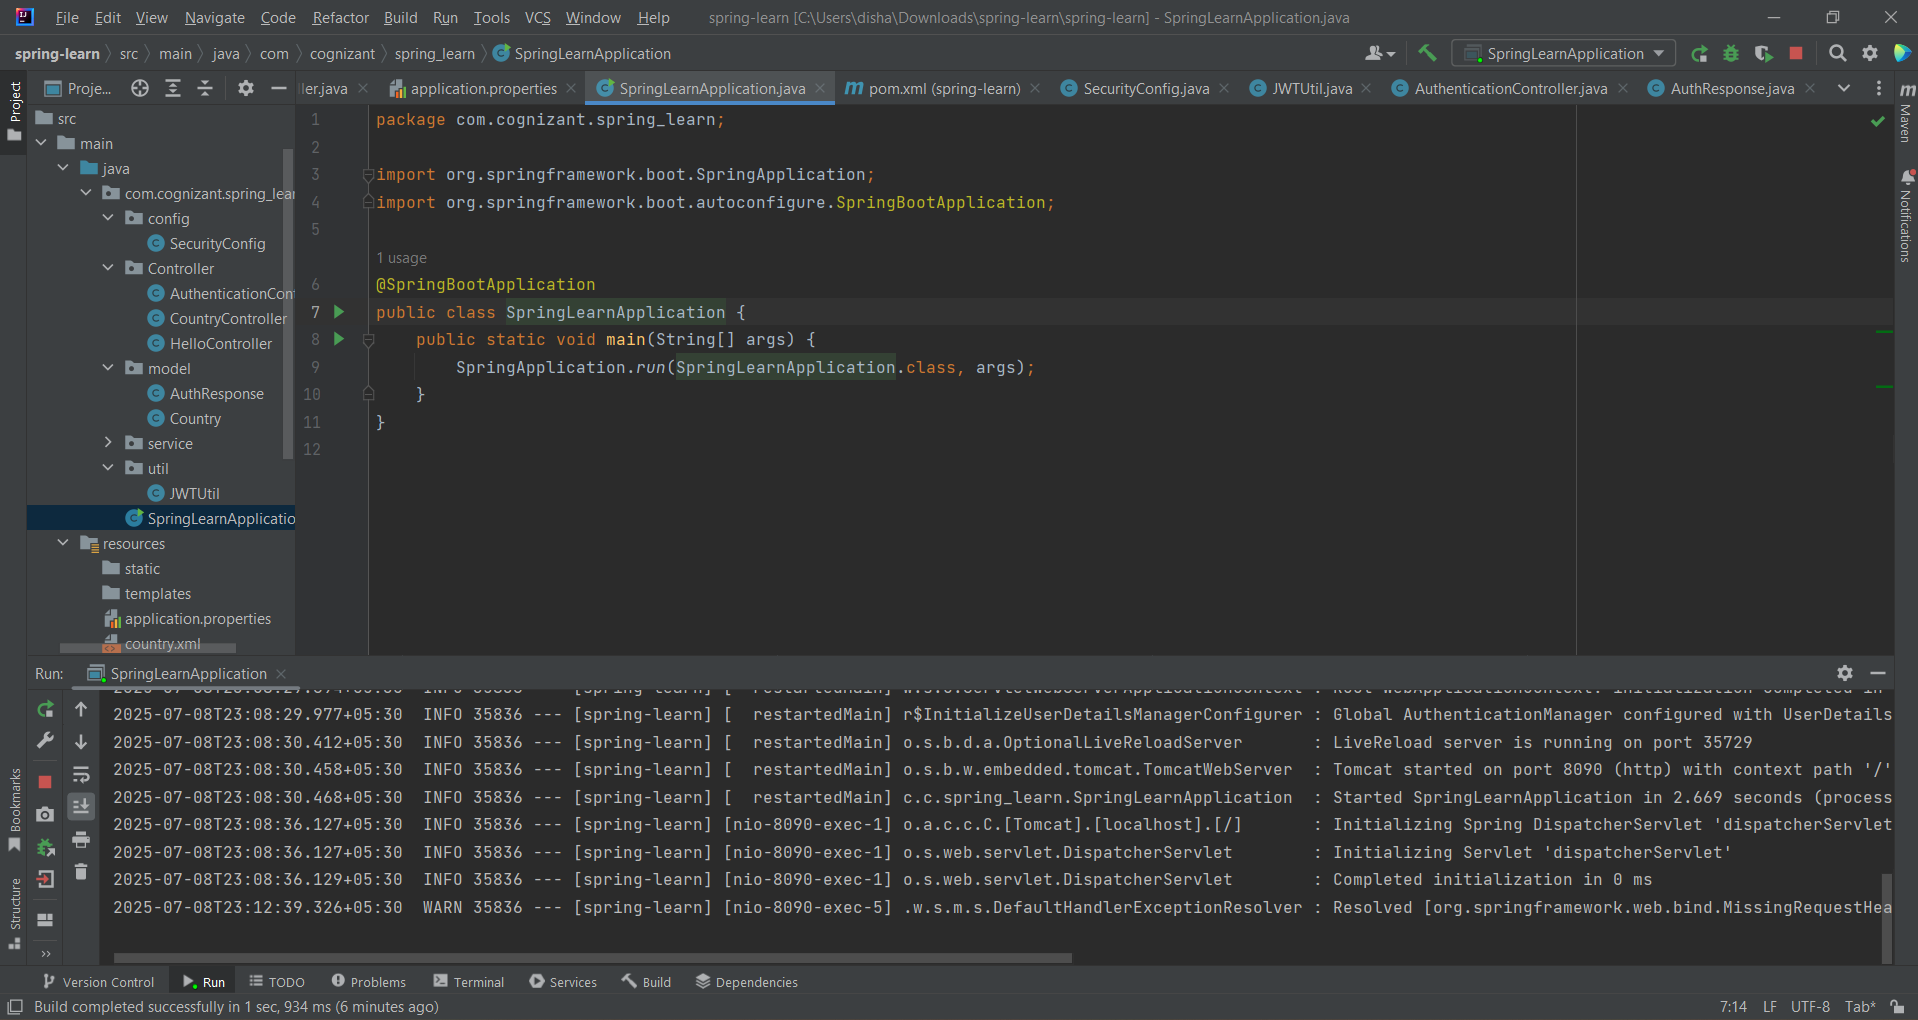 File Edit View Navigate Code Refactor Build Run Tools VCS Window Help spring-learn [C:\Users\disha\Downloads\spring-learn\spring-learn] - SpringLearnApplication.java
spring-learn src main java com cognizant spring_learn SpringLearnApplication SpringLearnApplication
Proje... ler.java application.properties SpringLearnApplication.java pom.xml (spring-learn) SecurityConfig.java JWTUtil.java AuthenticationController.java AuthResponse.java
Project
src
main
java
com.cognizant.spring_lear
config
SecurityConfig
Controller
AuthenticationCont
CountryController
HelloController
model
AuthResponse
Country
service
util
JWTUtil
SpringLearnApplicatio
resources
static
templates
application.properties
country.xml
1 package com.cognizant.spring_learn;
2
3 import org.springframework.boot.SpringApplication;
4 import org.springframework.boot.autoconfigure.SpringBootApplication;
5
1 usage
6 @SpringBootApplication
7 public class SpringLearnApplication {
8 public static void main(String[] args) {
9 SpringApplication.run(SpringLearnApplication.class, args);
10 }
11 }
12
Maven
Notifications
Run: SpringLearnApplication
2025-07-08T23:08:29.977+05:30 INFO 35836 --- [spring-learn] [ restartedMain] r$InitializeUserDetailsManagerConfigurer : Global AuthenticationManager configured with UserDetails
2025-07-08T23:08:30.412+05:30 INFO 35836 --- [spring-learn] [ restartedMain] o.s.b.d.a.OptionalLiveReloadServer : LiveReload server is running on port 35729
2025-07-08T23:08:30.458+05:30 INFO 35836 --- [spring-learn] [ restartedMain] o.s.b.w.embedded.tomcat.TomcatWebServer : Tomcat started on port 8090 (http) with context path '/'
2025-07-08T23:08:30.468+05:30 INFO 35836 --- [spring-learn] [ restartedMain] c.c.spring_learn.SpringLearnApplication : Started SpringLearnApplication in 2.669 seconds (process
2025-07-08T23:08:36.127+05:30 INFO 35836 --- [spring-learn] [nio-8090-exec-1] o.a.c.c.C.[Tomcat].[localhost].[/] : Initializing Spring DispatcherServlet 'dispatcherServlet
2025-07-08T23:08:36.127+05:30 INFO 35836 --- [spring-learn] [nio-8090-exec-1] o.s.web.servlet.DispatcherServlet : Initializing Servlet 'dispatcherServlet'
2025-07-08T23:08:36.129+05:30 INFO 35836 --- [spring-learn] [nio-8090-exec-1] o.s.web.servlet.DispatcherServlet : Completed initialization in 0 ms
2025-07-08T23:12:39.326+05:30 WARN 35836 --- [spring-learn] [nio-8090-exec-5] .w.s.m.s.DefaultHandlerExceptionResolver : Resolved [org.springframework.web.bind.MissingRequestHea
Bookmarks
Structure
Version Control Run TODO Problems Terminal Services Build Dependencies
Build completed successfully in 1 sec, 934 ms (6 minutes ago) 7:14 LF UTF-8 Tab*